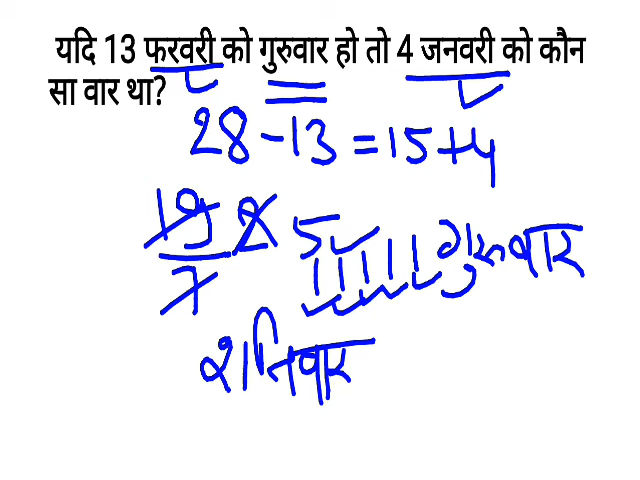 यदि 13 फरवरी को गुरुवार हो तो 4 जनवरी को कौन
सा वार था?
28-13=15+4
19/7 2 5 गुरुवार
शनिवार